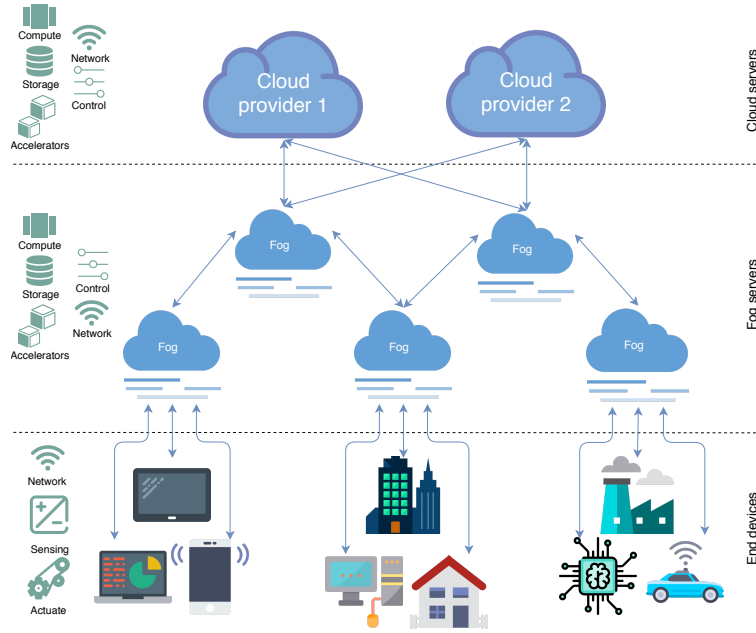 Compute
Network
Storage
Control
Accelerators
Cloud
provider 1
Cloud
provider 2
Cloud servers
Compute
Storage
Control
Accelerators
Network
Fog
Fog
Fog
Fog
Fog
Fog servers
Network
Sensing
Actuate
End devices